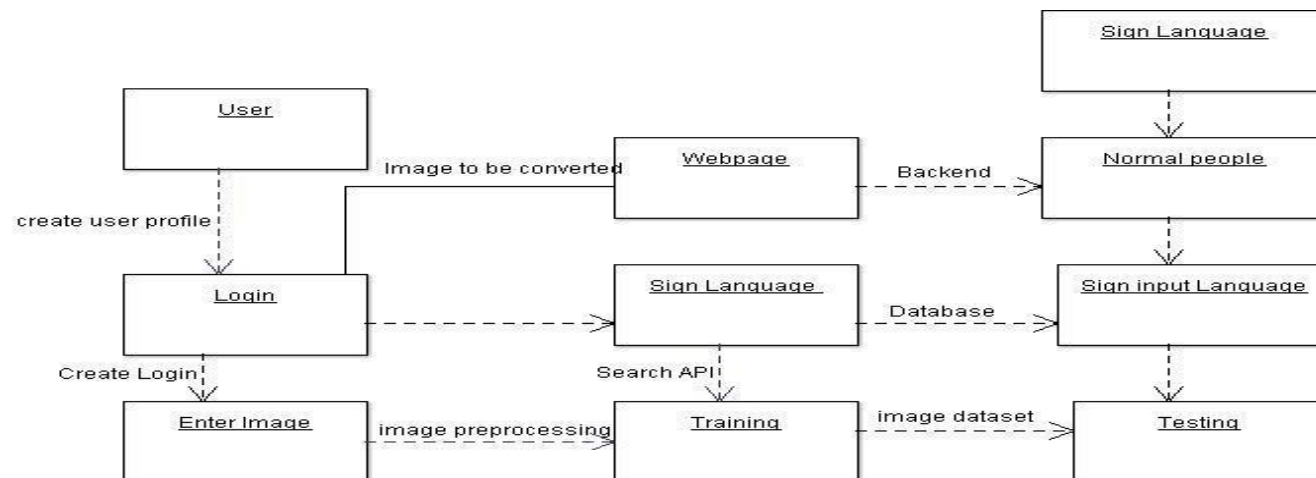 Sign Language
User
Image to be converted
Webpage
Backend
Normal people
create user profile
Login
Sign Language
Database
Sign input Language
Create Login
Search API
Enter Image
image preprocessing
Training
image dataset
Testing